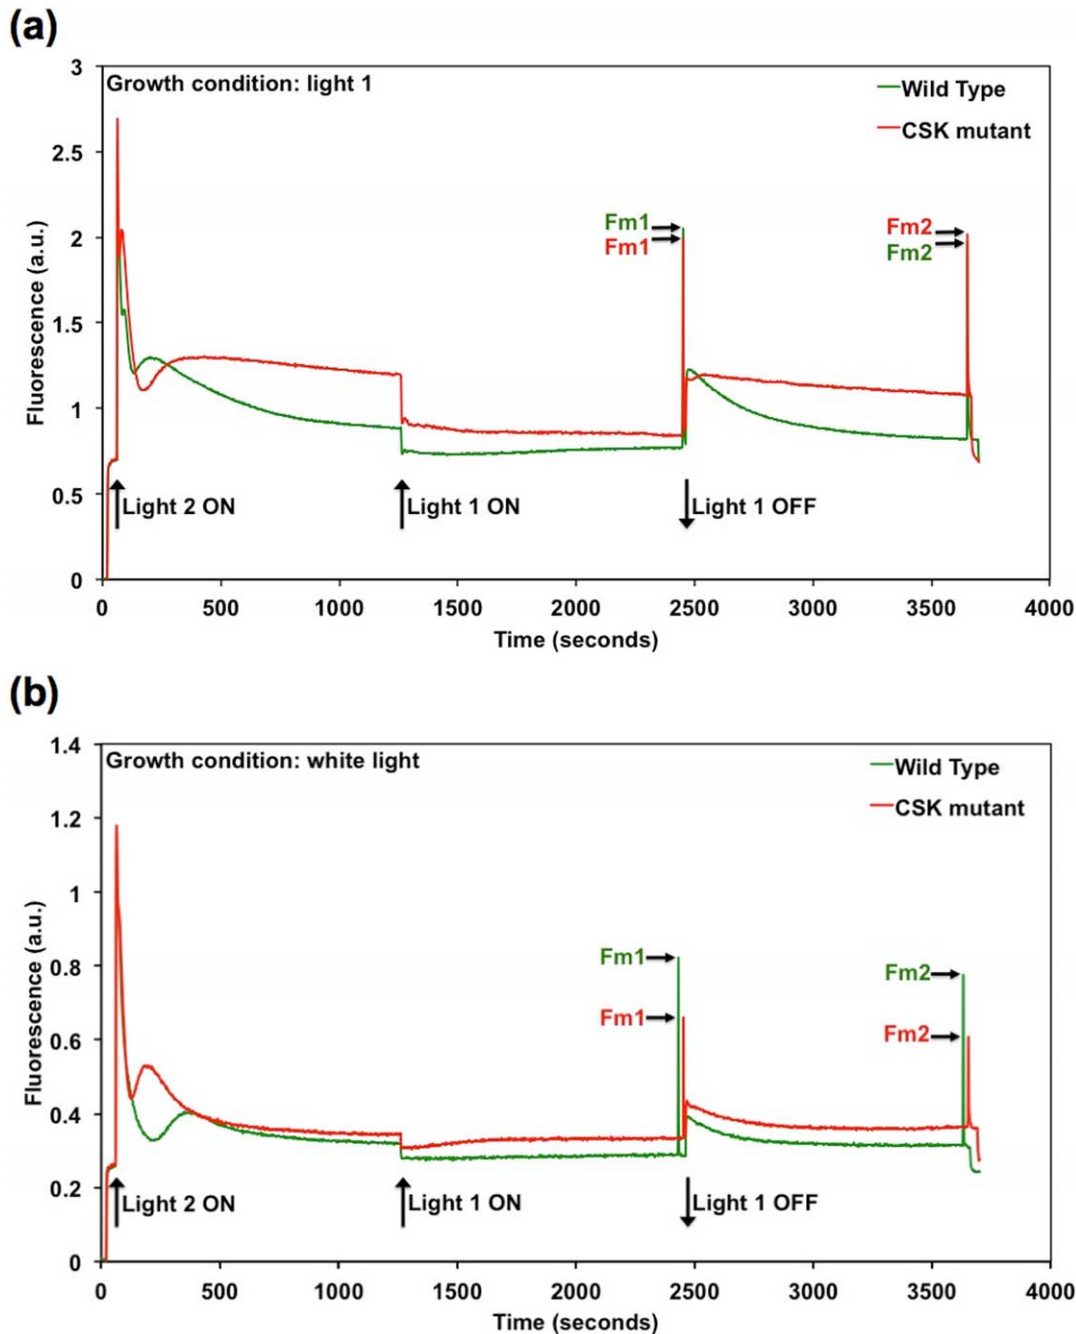 (a)
Growth condition: light 1
Wild Type
CSK mutant
3
2.5
2
1.5
1
0.5
0
Fluorescence (a.u.)
Fm1
Fm1
Fm2
Fm2
Light 2 ON
Light 1 ON
Light 1 OFF
0 500 1000 1500 2000 2500 3000 3500 4000
Time (seconds)
(b)
Growth condition: white light
Wild Type
CSK mutant
1.4
1.2
1
0.8
0.6
0.4
0.2
0
Fluorescence (a.u.)
Fm1
Fm1
Fm2
Fm2
Light 2 ON
Light 1 ON
Light 1 OFF
0 500 1000 1500 2000 2500 3000 3500 4000
Time (seconds)